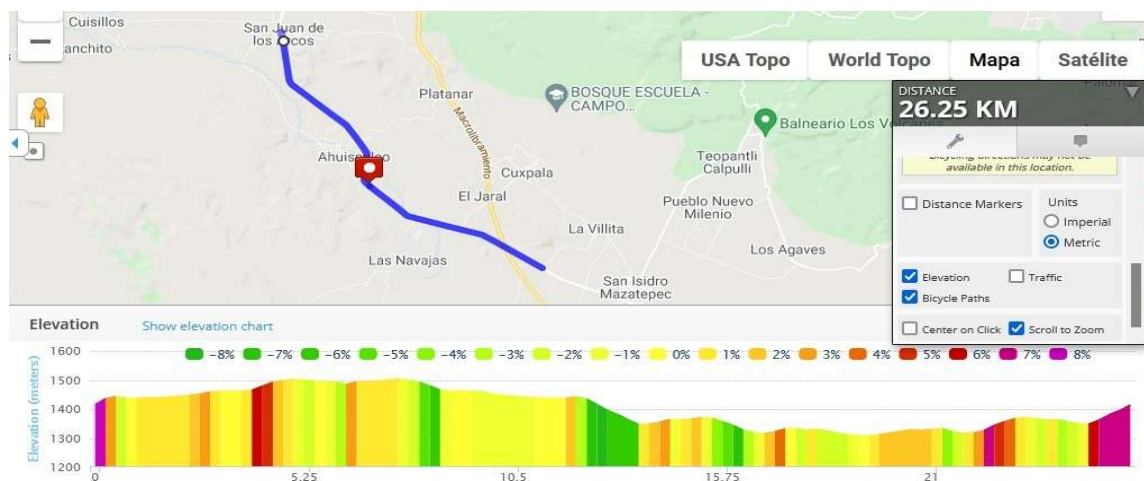 Cuisillos
San Juan de
los Pocos
anchito
USA Topo
World Topo
Mapa
Satélite
Platanar
BOSQUE ESCUELA -
CAMPO...
Macrolibramiento
Balneario Los Volcanes
DISTANCE
26.25 KM
Bicycling directions may not be
available in this location.
Cuxpala
Teopantli
Calpulli
El Jaral
Pueblo Nuevo
Milenio
La Villita
Los Agaves
Las Navajas
San Isidro
Mazatepec
Distance Markers
Units
Imperial
Metric
Elevation
Traffic
Bicycle Paths
Center on Click
Scroll to Zoom
Elevation
Show elevation chart
-8% -7% -6% -5% -4% -3% -2% -1% 0% 1% 2% 3% 4% 5% 6% 7% 8%
Elevation (meters)
1600
1500
1400
1300
1200
0 5.25 10.5 15.75 21